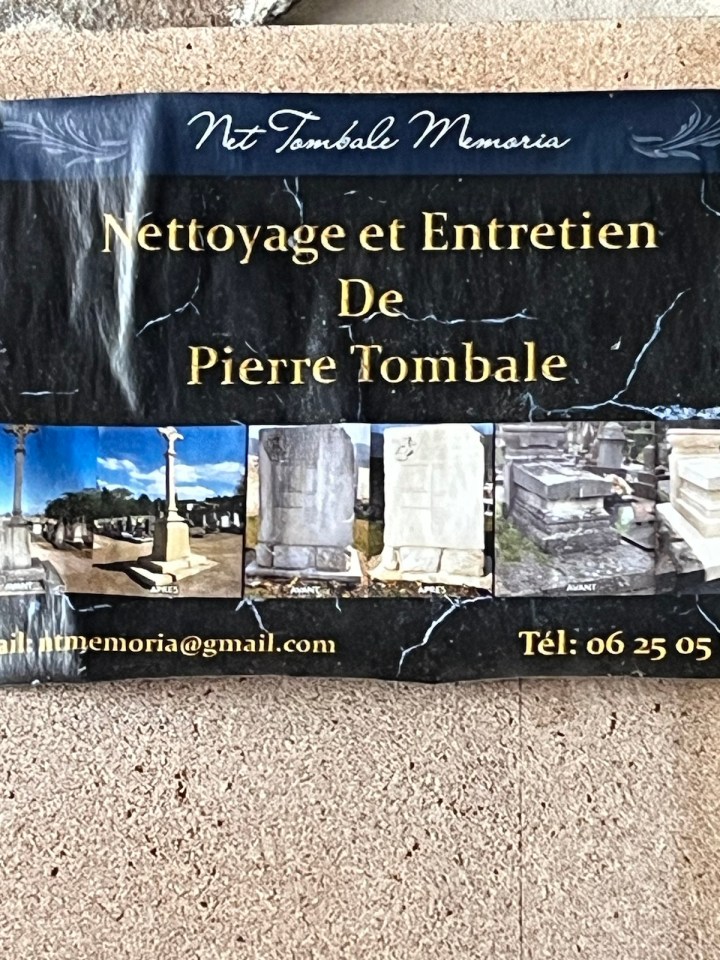 Net Tombale Memoria
Nettoyage et Entretien
De
Pierre Tombale
AVANT
APRES
AVANT
APRES
AVANT
ail: ntmemoria@gmail.com
Tél: 06 25 05